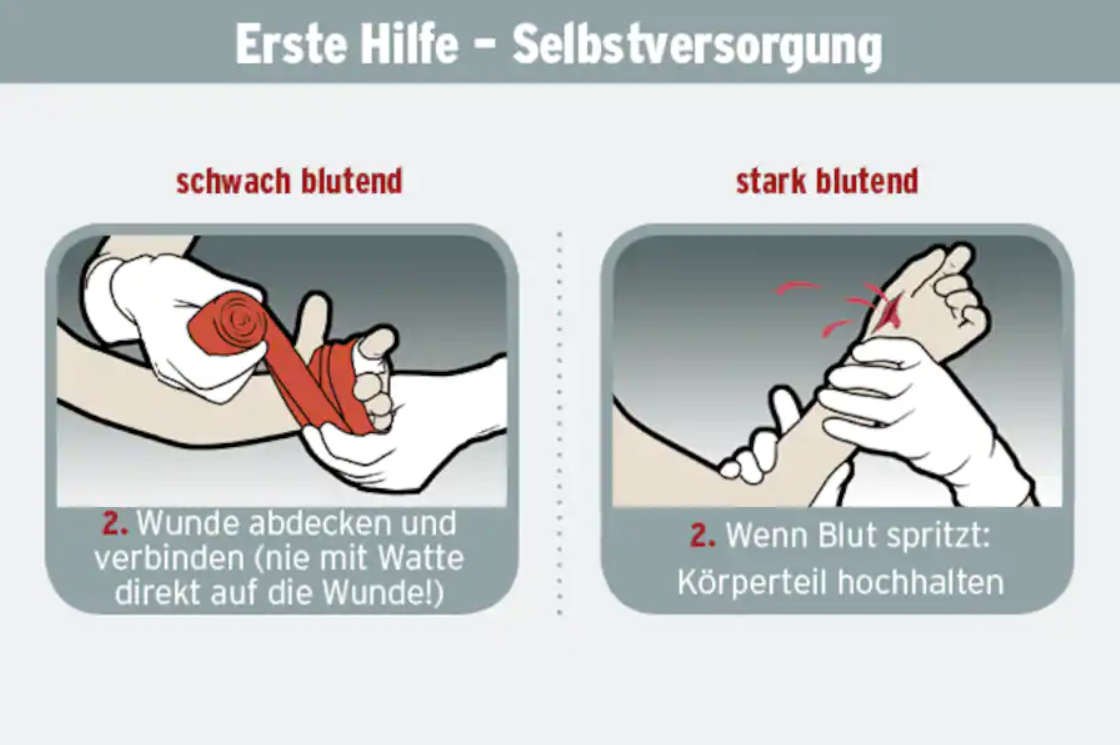 Erste Hilfe – Selbstversorgung
schwach blutend
2. Wunde abdecken und
verbinden (nie mit Watte
direkt auf die Wunde!)
stark blutend
2. Wenn Blut spritzt:
Körperteil hochhalten